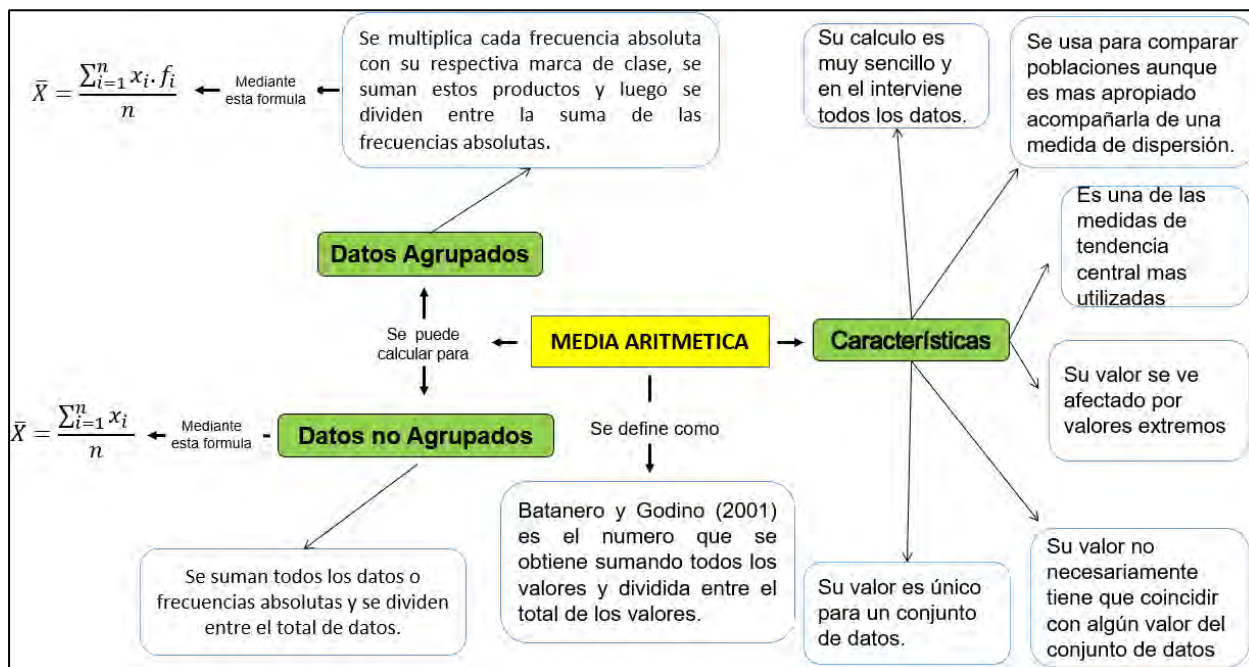 Se multiplica cada frecuencia absoluta
con su respectiva marca de clase, se
suman estos productos y luego se
dividen entre la suma de las
frecuencias absolutas.
Mediante
esta formula
X̄ = ∑ⁿᵢ₌₁ xᵢ. fᵢ / n
Su calculo es
muy sencillo y
en el interviene
todos los datos.
Se usa para comparar
poblaciones aunque
es mas apropiado
acompañarla de una
medida de dispersión.
Es una de las
medidas de
tendencia
central mas
utilizadas
Datos Agrupados
Se puede
calcular para
MEDIA ARITMETICA
Características
Su valor se ve
afectado por
valores extremos
X̄ = ∑ⁿᵢ₌₁ xᵢ / n
Mediante
esta formula
Datos no Agrupados
Se define como
Batanero y Godino (2001)
es el numero que se
obtiene sumando todos los
valores y dividida entre el
total de los valores.
Se suman todos los datos o
frecuencias absolutas y se dividen
entre el total de datos.
Su valor es único
para un conjunto
de datos.
Su valor no
necesariamente
tiene que coincidir
con algún valor del
conjunto de datos